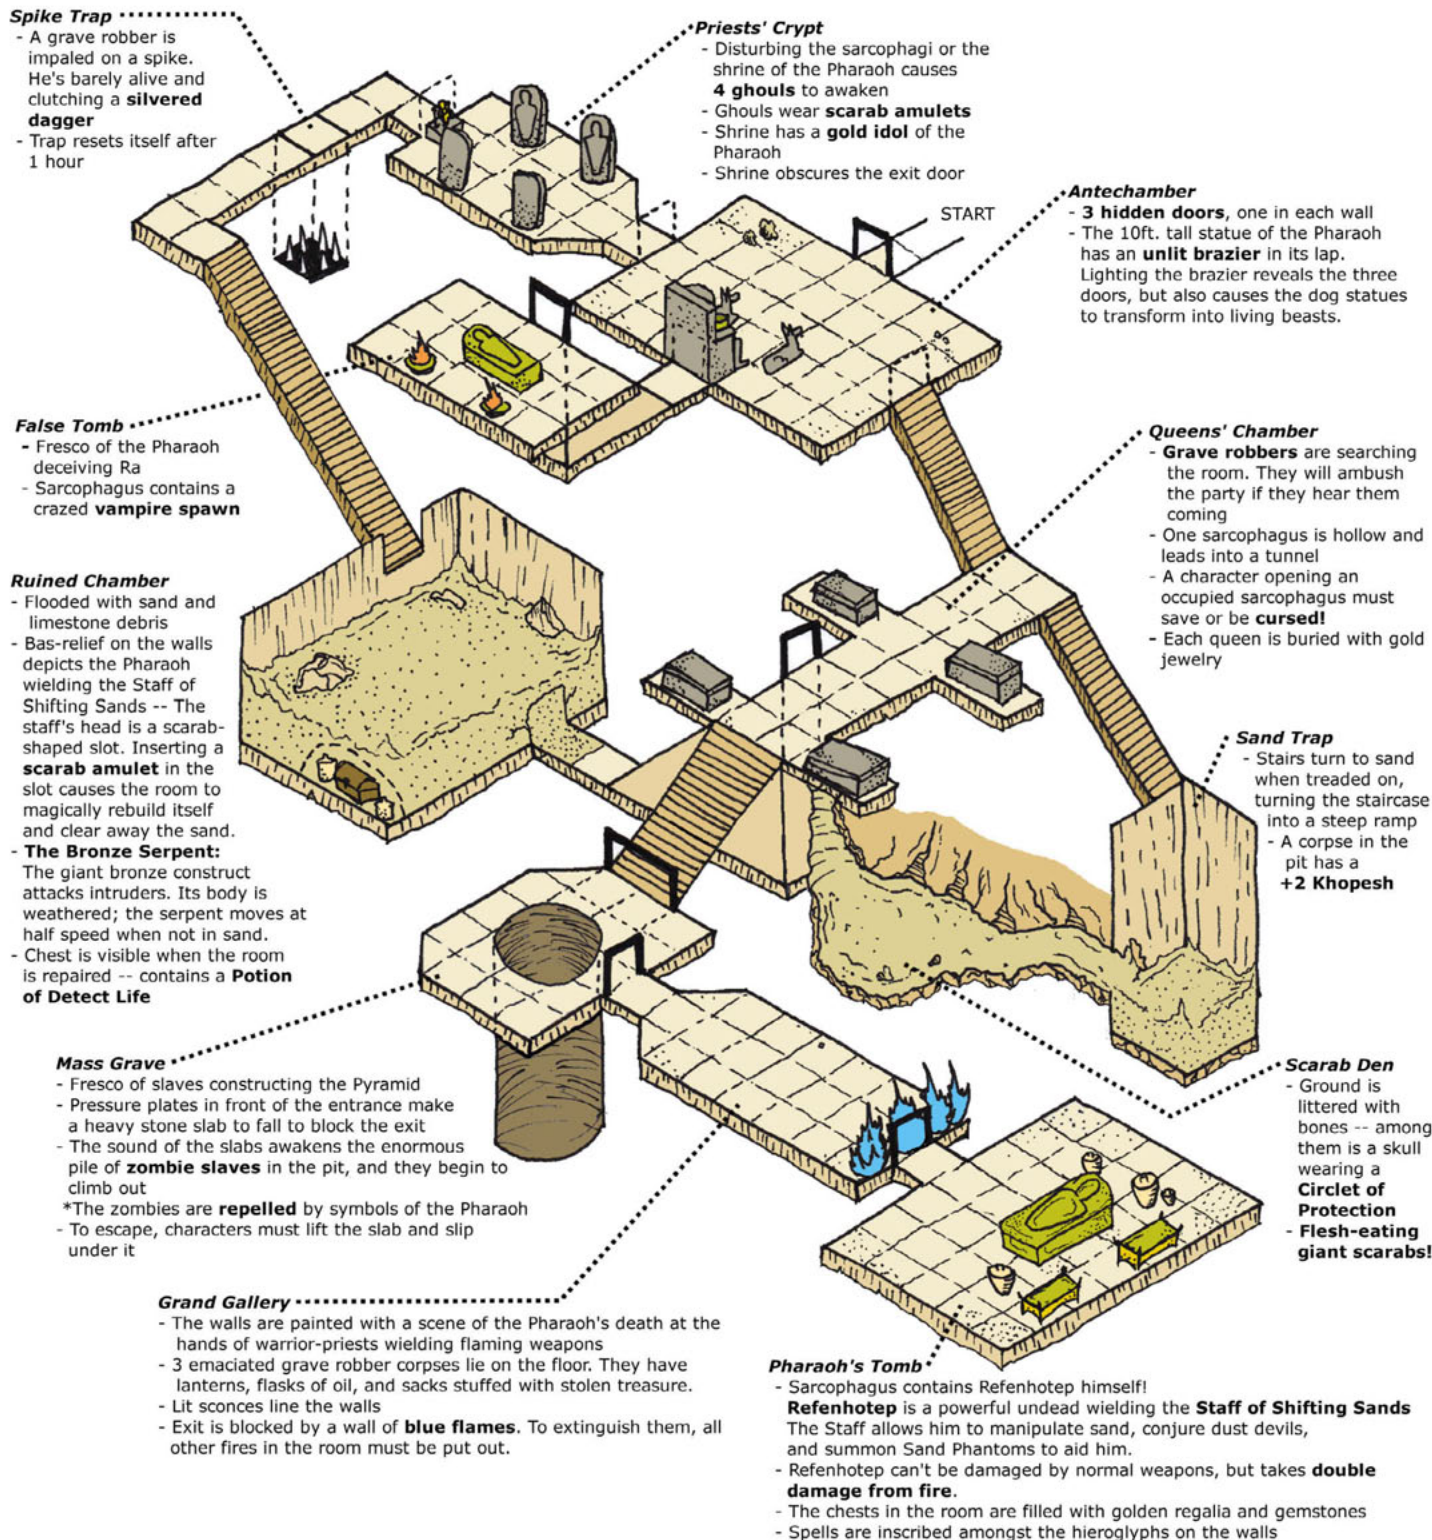 Spike Trap
- A grave robber is
impaled on a spike.
He's barely alive and
clutching a silvered
dagger
- Trap resets itself after
1 hour
Priests' Crypt
- Disturbing the sarcophagi or the
shrine of the Pharaoh causes
4 ghouls to awaken
- Ghouls wear scarab amulets
- Shrine has a gold idol of the
Pharaoh
- Shrine obscures the exit door
START
Antechamber
- 3 hidden doors, one in each wall
- The 10ft. tall statue of the Pharaoh
has an unlit brazier in its lap.
Lighting the brazier reveals the three
doors, but also causes the dog statues
to transform into living beasts.
False Tomb
- Fresco of the Pharaoh
deceiving Ra
- Sarcophagus contains a
crazed vampire spawn
Queens' Chamber
- Grave robbers are searching
the room. They will ambush
the party if they hear them
coming
- One sarcophagus is hollow and
leads into a tunnel
- A character opening an
occupied sarcophagus must
save or be cursed!
- Each queen is buried with gold
jewelry
Ruined Chamber
- Flooded with sand and
limestone debris
- Bas-relief on the walls
depicts the Pharaoh
wielding the Staff of
Shifting Sands -- The
staff's head is a scarab-
shaped slot. Inserting a
scarab amulet in the
slot causes the room to
magically rebuild itself
and clear away the sand.
- The Bronze Serpent:
The giant bronze construct
attacks intruders. Its body is
weathered; the serpent moves at
half speed when not in sand.
- Chest is visible when the room
is repaired -- contains a Potion
of Detect Life
Sand Trap
- Stairs turn to sand
when treaded on,
turning the staircase
into a steep ramp
- A corpse in the
pit has a
+2 Khopesh
Mass Grave
- Fresco of slaves constructing the Pyramid
- Pressure plates in front of the entrance make
a heavy stone slab to fall to block the exit
- The sound of the slabs awakens the enormous
pile of zombie slaves in the pit, and they begin to
climb out
*The zombies are repelled by symbols of the Pharaoh
- To escape, characters must lift the slab and slip
under it
Scarab Den
- Ground is
littered with
bones -- among
them is a skull
wearing a
Circlet of
Protection
- Flesh-eating
giant scarabs!
Grand Gallery
- The walls are painted with a scene of the Pharaoh's death at the
hands of warrior-priests wielding flaming weapons
- 3 emaciated grave robber corpses lie on the floor. They have
lanterns, flasks of oil, and sacks stuffed with stolen treasure.
- Lit sconces line the walls
- Exit is blocked by a wall of blue flames. To extinguish them, all
other fires in the room must be put out.
Pharaoh's Tomb
- Sarcophagus contains Refenhotep himself!
Refenhotep is a powerful undead wielding the Staff of Shifting Sands
The Staff allows him to manipulate sand, conjure dust devils,
and summon Sand Phantoms to aid him.
- Refenhotep can't be damaged by normal weapons, but takes double
damage from fire.
- The chests in the room are filled with golden regalia and gemstones
- Spells are inscribed amongst the hieroglyphs on the walls